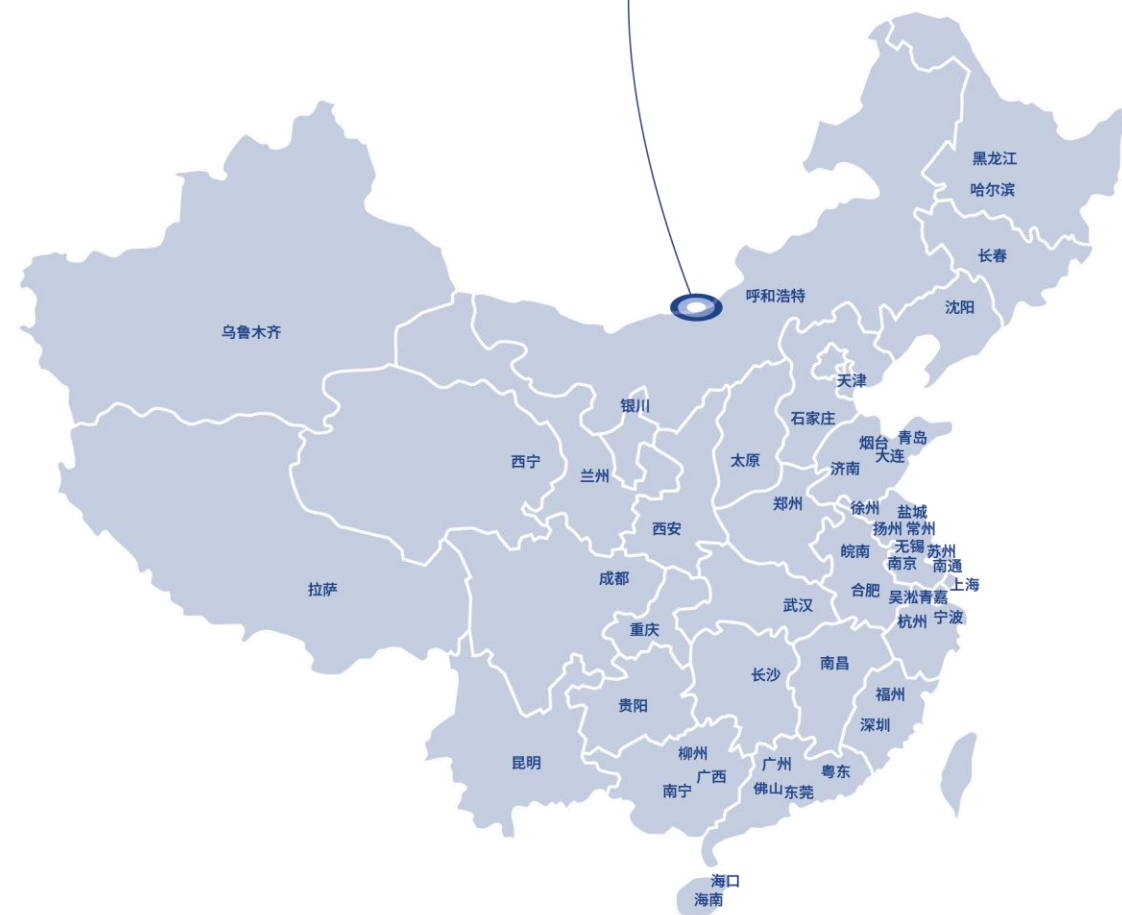 黑龙江
哈尔滨
长春
呼和浩特
沈阳
乌鲁木齐
天津
银川
石家庄
烟台
青岛
大连
西宁
太原
济南
兰州
郑州
徐州
盐城
西安
扬州
常州
皖南
无锡
苏州
南京
南通
成都
上海
拉萨
合肥
吴淞青嘉
武汉
杭州
宁波
重庆
南昌
长沙
福州
贵阳
深圳
柳州
昆明
广州
粤东
广西
南宁
佛山
东莞
海口
海南